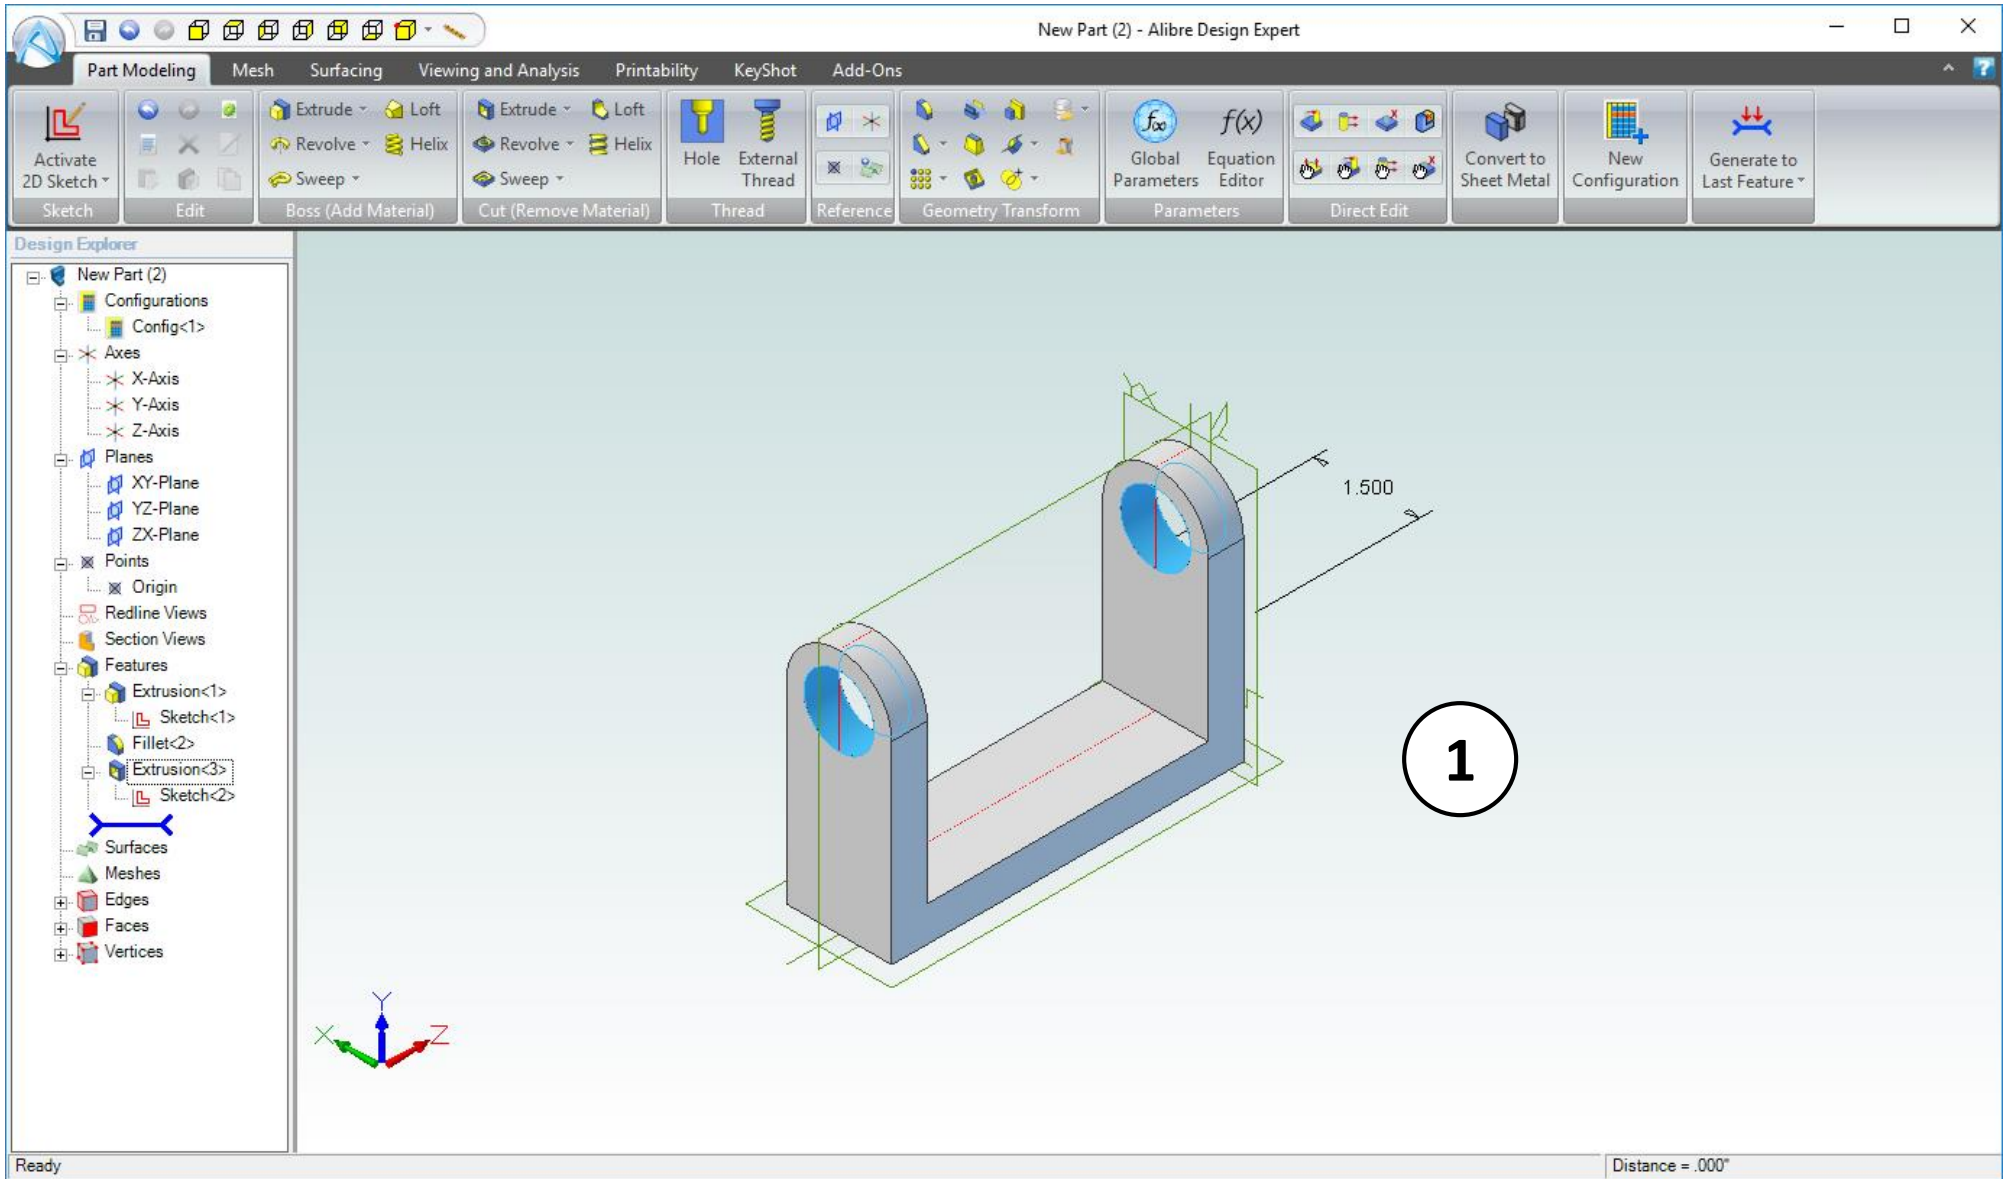 New Part (2) - Alibre Design Expert
Part Modeling Mesh Surfacing Viewing and Analysis Printability KeyShot Add-Ons
Activate
2D Sketch
Sketch
Edit
Extrude Loft
Revolve Helix
Sweep
Boss (Add Material)
Extrude Loft
Revolve Helix
Sweep
Cut (Remove Material)
Hole
External
Thread
Thread
Reference
Geometry Transform
f∞
Global
Parameters
f(x)
Equation
Editor
Parameters
Direct Edit
Convert to
Sheet Metal
New
Configuration
Generate to
Last Feature
Design Explorer
New Part (2)
Configurations
Config<1>
Axes
X-Axis
Y-Axis
Z-Axis
Planes
XY-Plane
YZ-Plane
ZX-Plane
Points
Origin
Redline Views
Section Views
Features
Extrusion<1>
Sketch<1>
Fillet<2>
Extrusion<3>
Sketch<2>
Surfaces
Meshes
Edges
Faces
Vertices
1.500
1
Y
X
Z
Ready
Distance = .000"